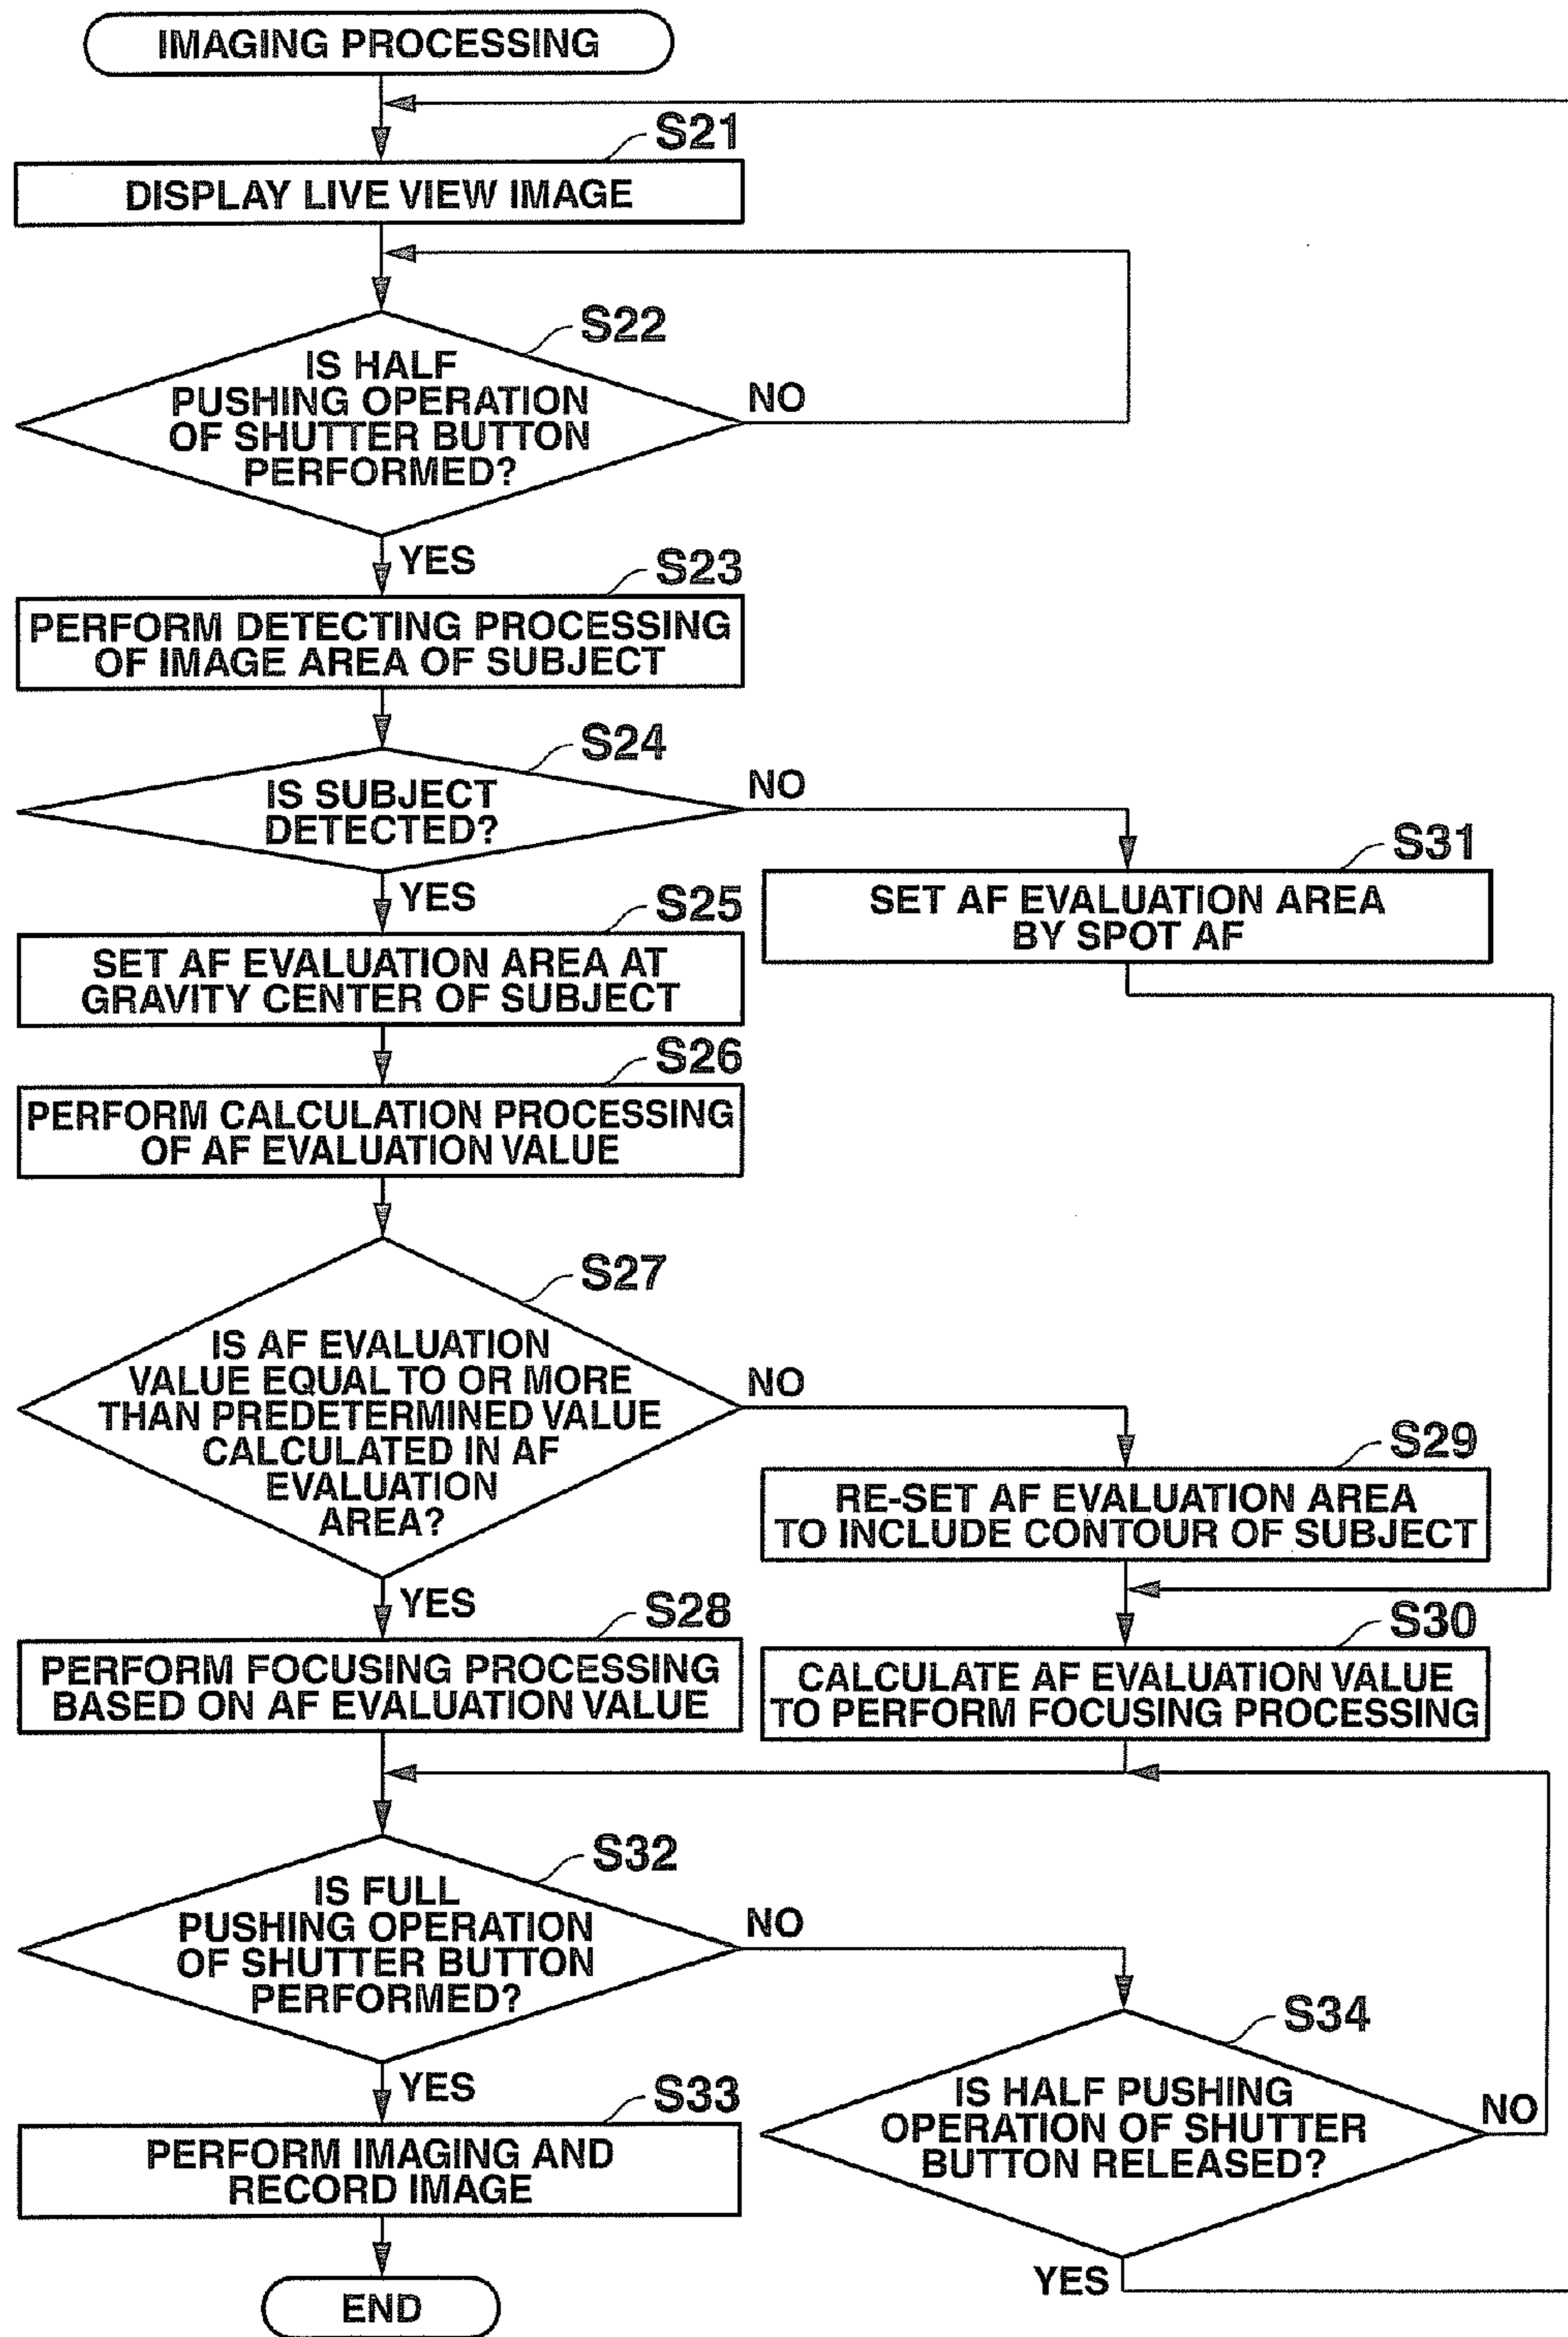 IMAGING PROCESSING
S21
DISPLAY LIVE VIEW IMAGE
S22
IS HALF
PUSHING OPERATION
OF SHUTTER BUTTON
PERFORMED?
NO
YES
S23
PERFORM DETECTING PROCESSING
OF IMAGE AREA OF SUBJECT
S24
IS SUBJECT
DETECTED?
NO
YES
S31
SET AF EVALUATION AREA
BY SPOT AF
S25
SET AF EVALUATION AREA AT
GRAVITY CENTER OF SUBJECT
S26
PERFORM CALCULATION PROCESSING
OF AF EVALUATION VALUE
S27
IS AF EVALUATION
VALUE EQUAL TO OR MORE
THAN PREDETERMINED VALUE
CALCULATED IN AF
EVALUATION
AREA?
NO
YES
S29
RE-SET AF EVALUATION AREA
TO INCLUDE CONTOUR OF SUBJECT
S28
PERFORM FOCUSING PROCESSING
BASED ON AF EVALUATION VALUE
S30
CALCULATE AF EVALUATION VALUE
TO PERFORM FOCUSING PROCESSING
S32
IS FULL
PUSHING OPERATION
OF SHUTTER BUTTON
PERFORMED?
NO
YES
S34
IS HALF PUSHING
OPERATION OF SHUTTER
BUTTON RELEASED?
NO
YES
S33
PERFORM IMAGING AND
RECORD IMAGE
END